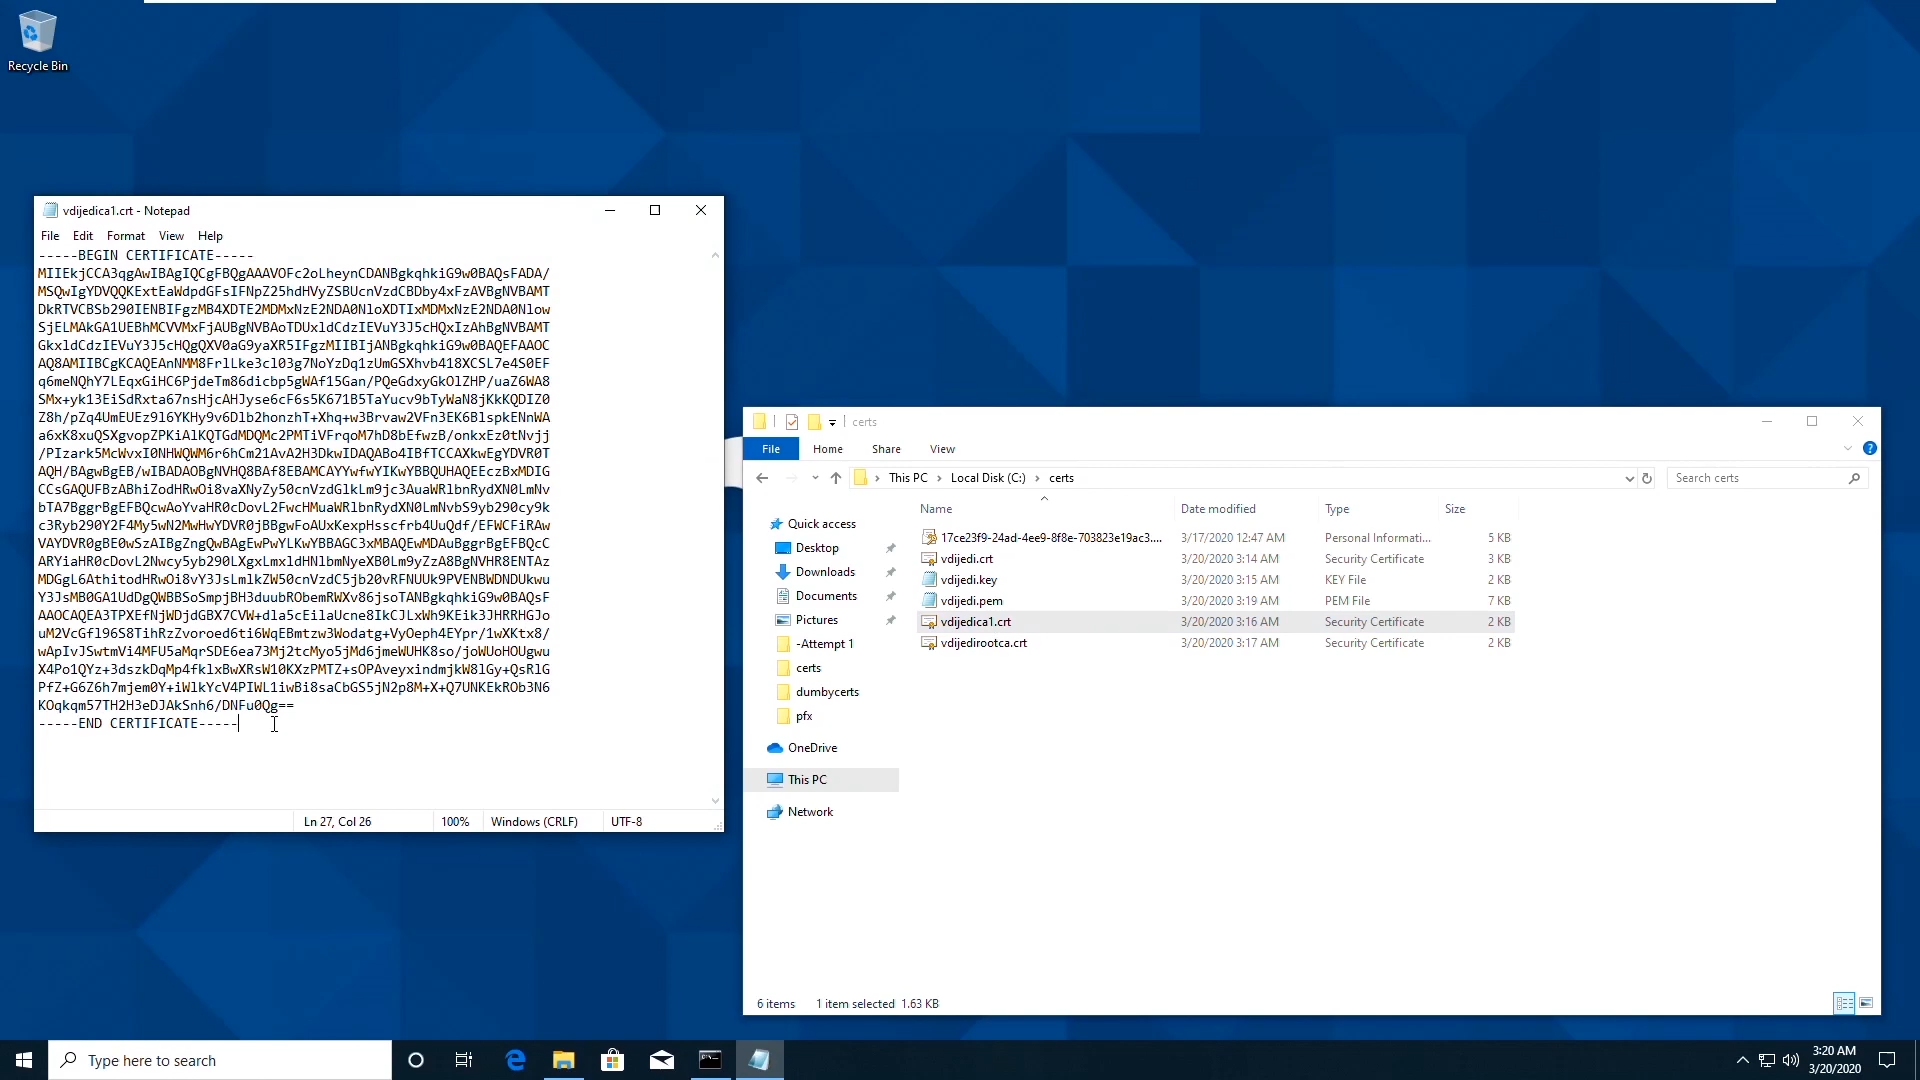 Recycle Bin
vdijedica1.crt - Notepad
File Edit Format View Help
-----BEGIN CERTIFICATE-----
MIIEkjCCA3qgAwIBAgIQCgFBQgAAAVOFc2oLheynCDANBgkqhkiG9w0BAQsFADA/
MSQwIgYDVQQKExtEaWdpdGFsIFNpZ25hdHVyZSBUcnVzdCBDby4xFzAVBgNVBAMT
DkRTVCBSb290IENBIFgzMB4XDTE2MDMxNzE2NDA0NloXDTIxMDMxNzE2NDA0Nlow
SjELMAkGA1UEBhMCVVMxFjAUBgNVBAoTDUxldCdzIEVuY3J5cHQxIzAhBgNVBAMT
GkxldCdzIEVuY3J5cHQgQXV0aG9yaXR5IFgzMIIBIjANBgkqhkiG9w0BAQEFAAOC
AQ8AMIIBCgKCAQEAnNMM8FrlLke3cl03g7NoYzDq1zUmGSXhvb418XCSL7e4S0EF
q6meNQhY7LEqxGiHC6PjdeTm86dicbp5gWAf15Gan/PQeGdxyGkOlZHP/uaZ6WA8
SMx+yk13EiSdRxta67nsHjcAHJyse6cF6s5K671B5TaYucv9bTyWaN8jKkKQDIZ0
Z8h/pZq4UmEUEz9l6YKHy9v6Dlb2honzhT+Xhq+w3Brvaw2VFn3EK6BlspkENnWA
a6xK8xuQSXgvopZPKiAlKQTGdMDQMc2PMTiVFrqoM7hD8bEfwzB/onkxEz0tNvjj
/PIzark5McWvxI0NHWQWM6r6hCm21AvA2H3DkwIDAQABo4IBfTCCAXkwEgYDVR0T
AQH/BAgwBgEB/wIBADAOBgNVHQ8BAf8EBAMCAYYwfwYIKwYBBQUHAQEEczBxMDIG
CCsGAQUFBzABhiZodHRwOi8vaXNyZy50cnVzdGlkLm9jc3AuaWRlbnRydXN0LmNv
bTA7BggrBgEFBQcwAoYvaHR0cDovL2FwcHMuaWRlbnRydXN0LmNvbS9yb290cy9k
c3Ryb290Y2F4My5wN2MwHwYDVR0jBBgwFoAUxKexpHsscfrb4UuQdf/EFWCFiRAw
VAYDVR0gBE0wSzAIBgZngQwBAgEwPwYLKwYBBAGC3xMBAQEwMDAuBggrBgEFBQcC
ARYiaHR0cDovL2Nwcy5yb290LXgxLmxldHNlbmNyeXB0Lm9yZzA8BgNVHR8ENTAz
MDGgL6AthitodHRwOi8vY3JsLmlkZW50cnVzdC5jb20vRFNUUk9PVENBWDNDUkwu
Y3JsMB0GA1UdDgQWBBSoSmpjBH3duubRObemRWXv86jsoTANBgkqhkiG9w0BAQsF
AAOCAQEA3TPXEfNjWDjdGBX7CVW+dla5cEilaUcne8IkCJLxWh9KEik3JHRRHGJo
uM2VcGfl96S8TihRzZvoroed6ti6WqEBmtzw3Wodatg+VyOeph4EYpr/1wXKtx8/
wApIvJSwtmVi4MFU5aMqrSDE6ea73Mj2tcMyo5jMd6jmeWUHK8so/joWUoHOUgwu
X4Po1QYz+3dszkDqMp4fklxBwXRsW10KXzPMTZ+sOPAveyxindmjkW8lGy+QsRlG
PfZ+G6Z6h7mjem0Y+iWlkYcV4PIWL1iwBi8saCbGS5jN2p8M+X+Q7UNKEkROb3N6
KOqkqm57TH2H3eDJAkSnh6/DNFu0Qg==
-----END CERTIFICATE-----
Ln 27, Col 26 100% Windows (CRLF) UTF-8
certs
File Home Share View
This PC Local Disk (C:) certs
Search certs
Name Date modified Type Size
Quick access
Desktop
Downloads
Documents
Pictures
-Attempt 1
certs
dumbycerts
pfx
OneDrive
This PC
Network
17ce23f9-24ad-4ee9-8f8e-703823e19ac3.... 3/17/2020 12:47 AM Personal Informati... 5 KB
vdijedi.crt 3/20/2020 3:14 AM Security Certificate 3 KB
vdijedi.key 3/20/2020 3:15 AM KEY File 2 KB
vdijedi.pem 3/20/2020 3:19 AM PEM File 7 KB
vdijedica1.crt 3/20/2020 3:16 AM Security Certificate 2 KB
vdijedirootca.crt 3/20/2020 3:17 AM Security Certificate 2 KB
6 items 1 item selected 1.63 KB
Type here to search
3:20 AM
3/20/2020